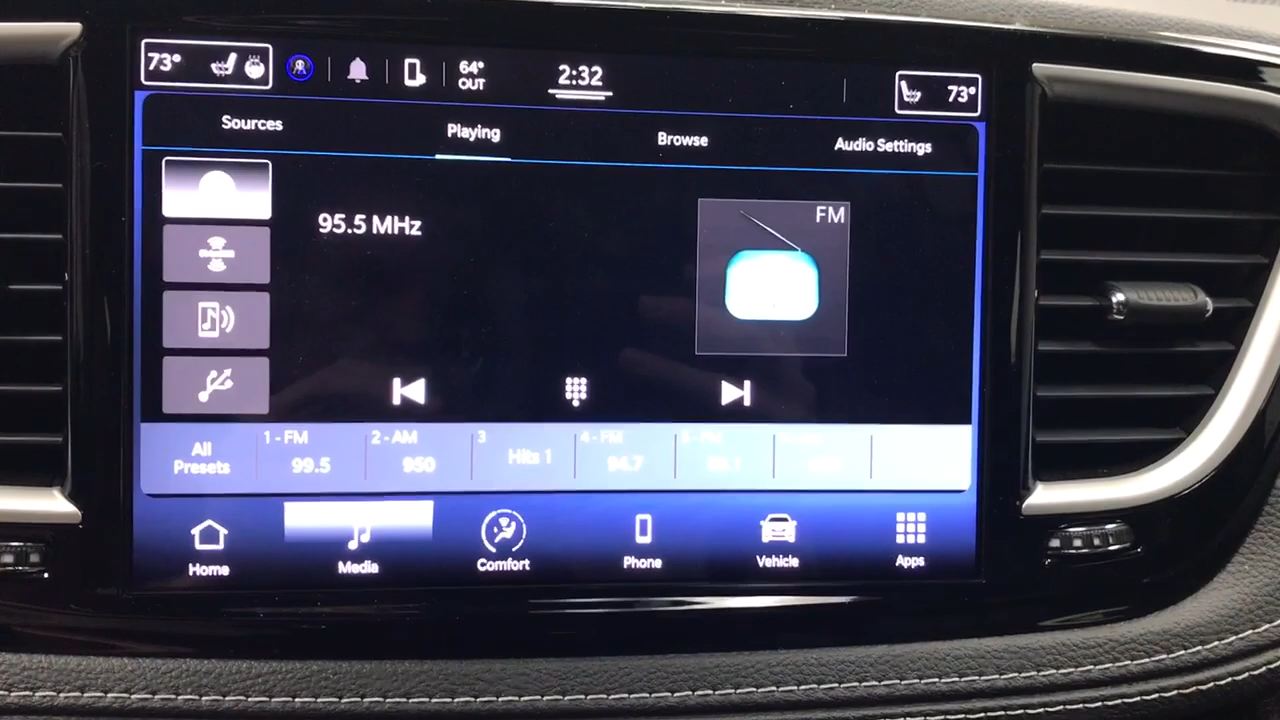 73°
64°
OUT
2:32
73°
Sources
Playing
Browse
Audio Settings
95.5 MHz
FM
All
Presets
1 - FM
99.5
2 - AM
950
3
Hits 1
4 - FM
94.7
Home
Media
Comfort
Phone
Vehicle
Apps